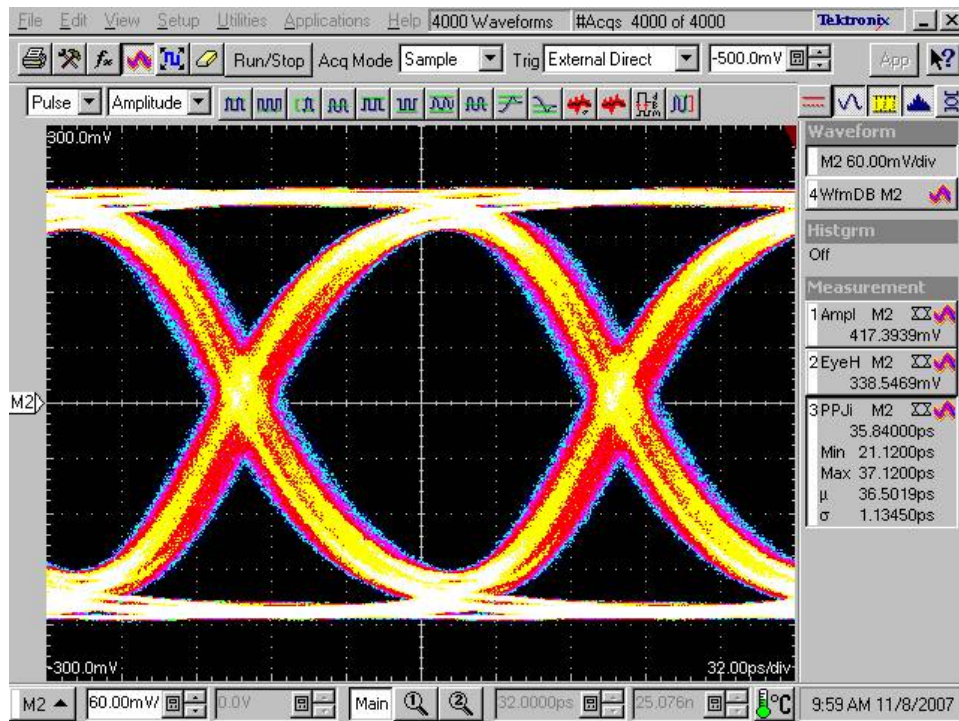 File Edit View Setup Utilities Applications Help 4000 Waveforms #Acqs 4000 of 4000 Tektronix
Run/Stop Acq Mode Sample Trig External Direct -500.0mV App
Pulse Amplitude
300.0mV
Waveform
M2 60.00mV/div
4 WfmDB M2
Histgrm
Off
Measurement
1 Ampl M2
417.3939mV
2 EyeH M2
338.5469mV
M2
3 PPJi M2
35.84000ps
Min 21.1200ps
Max 37.1200ps
µ 36.5019ps
σ 1.13450ps
-300.0mV 32.00ps/div
M2 60.00mV/ 0.0V Main 1 2 32.0000ps 25.076n °C 9:59 AM 11/8/2007